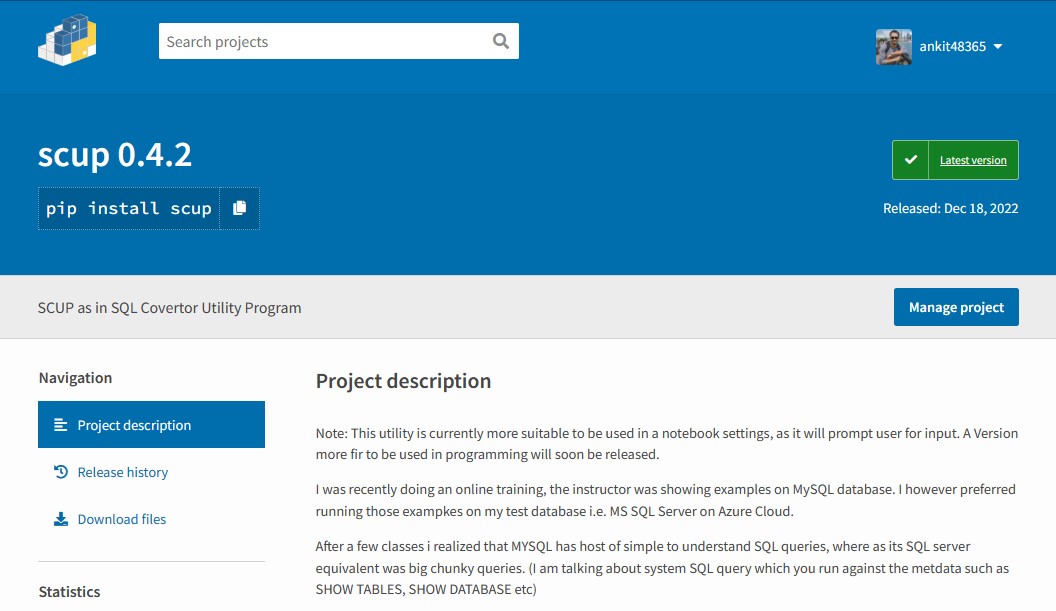 Search projects
ankit48365
scup 0.4.2
Latest version
pip install scup
Released: Dec 18, 2022
SCUP as in SQL Covertor Utility Program
Manage project
Navigation
Project description
Release history
Download files
Statistics
Project description
Note: This utility is currently more suitable to be used in a notebook settings, as it will prompt user for input. A Version
more fir to be used in programming will soon be released.
I was recently doing an online training, the instructor was showing examples on MySQL database. I however preferred
running those exampkes on my test database i.e. MS SQL Server on Azure Cloud.
After a few classes i realized that MYSQL has host of simple to understand SQL queries, where as its SQL server
equivalent was big chunky queries. (I am talking about system SQL query which you run against the metdata such as
SHOW TABLES, SHOW DATABASE etc)